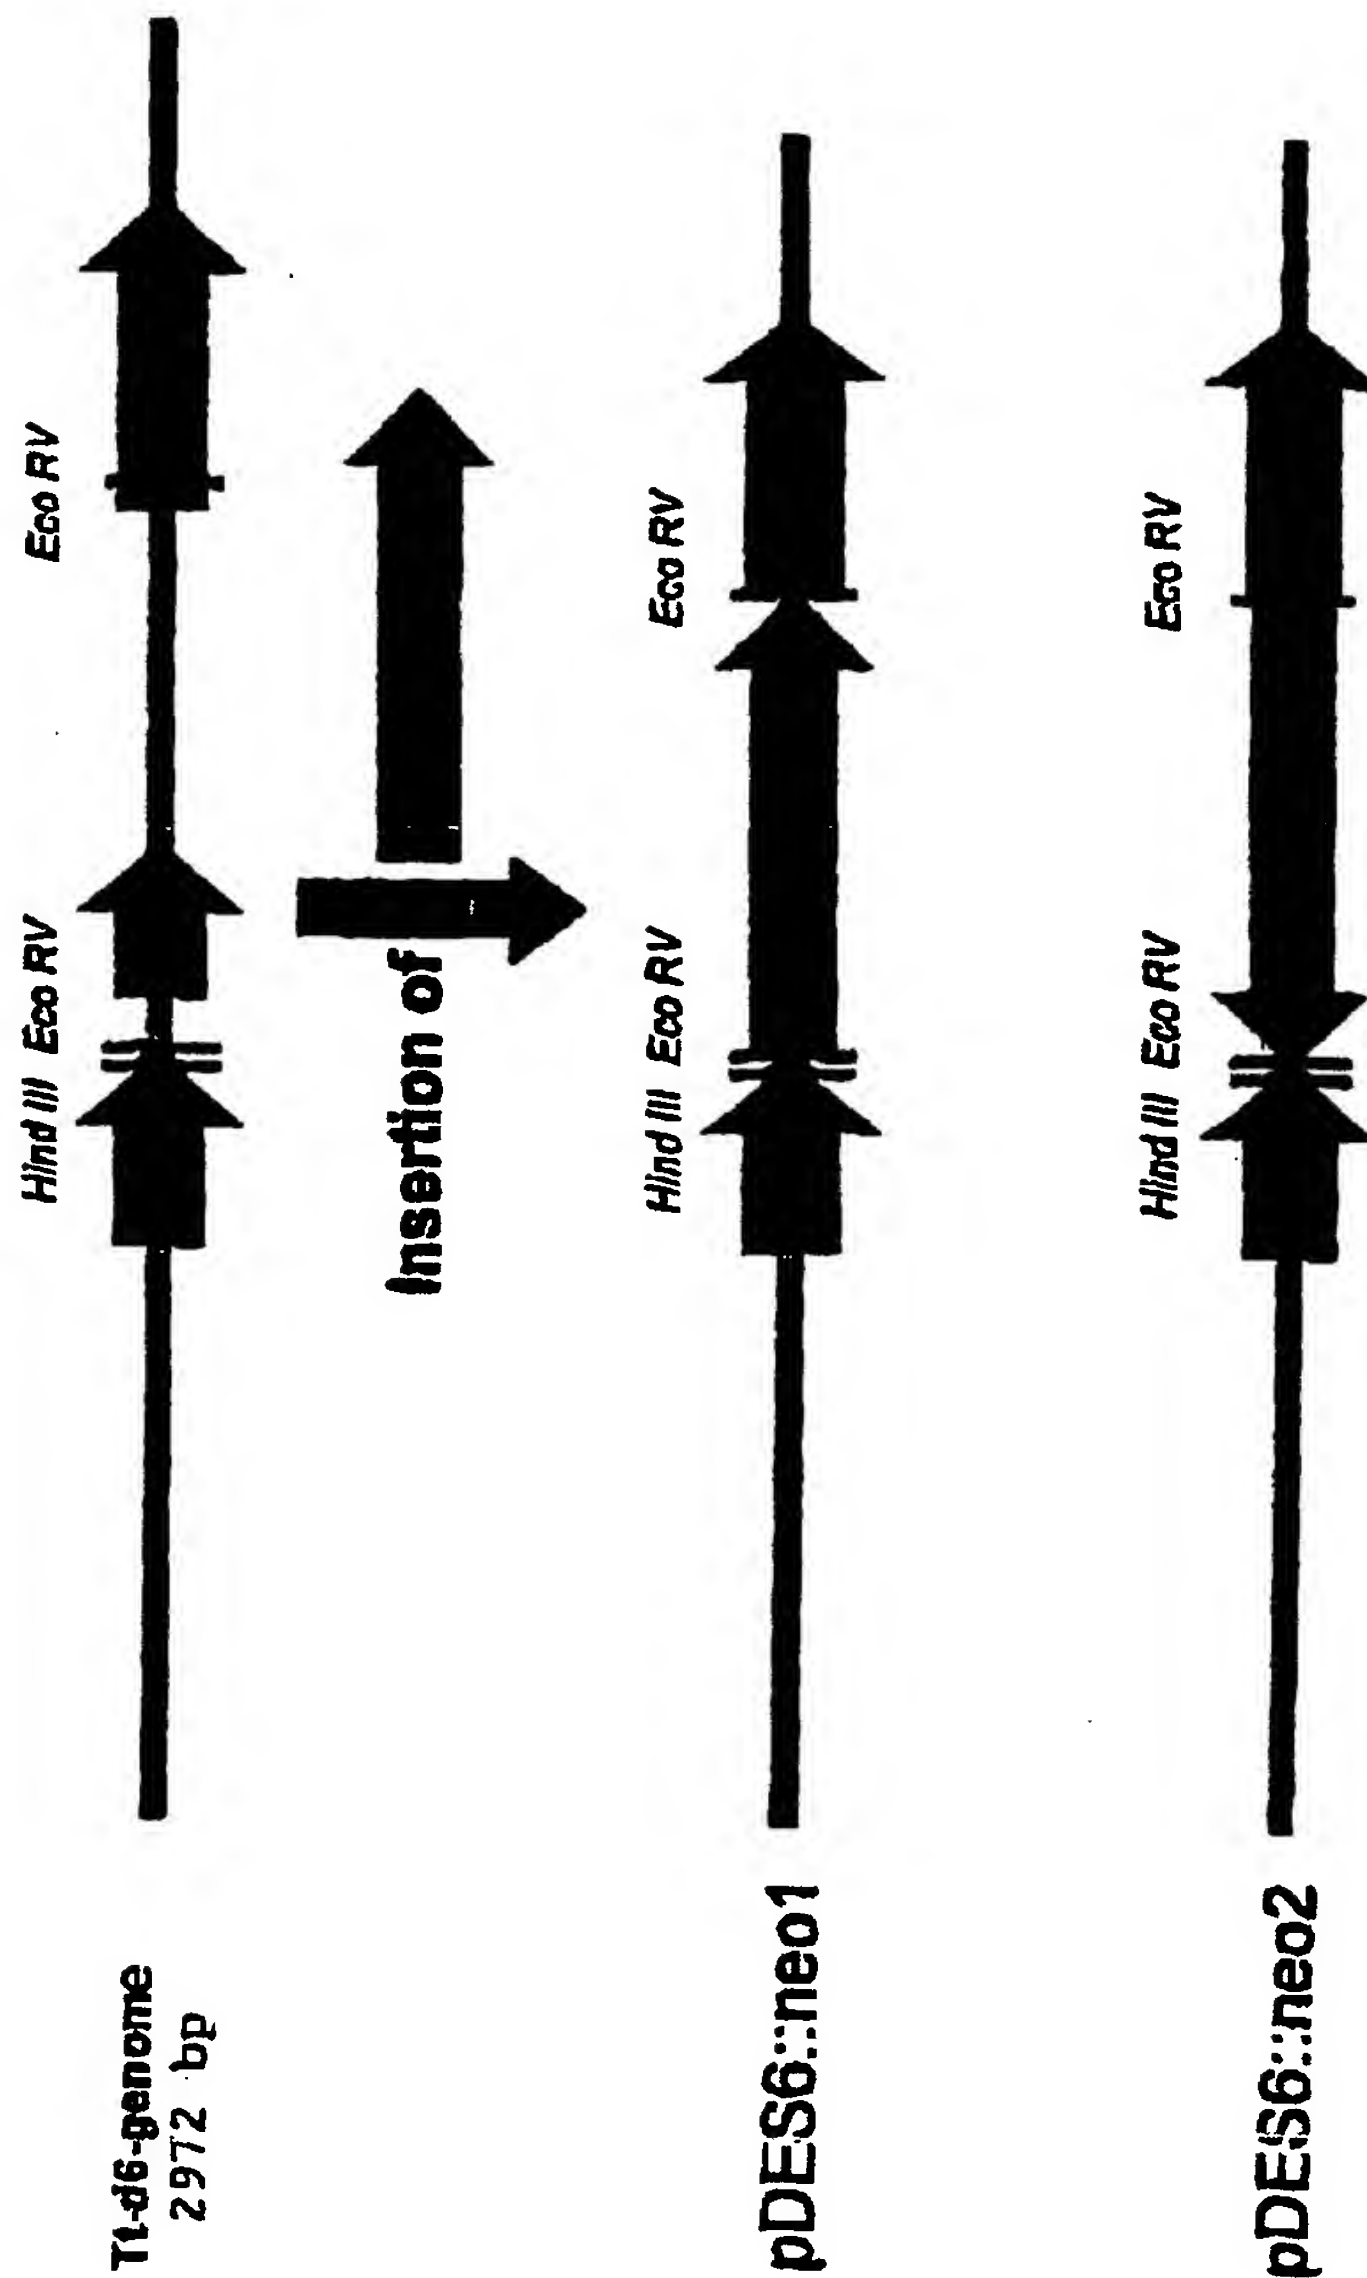 Hind III Eco RV Eco RV
Tt-d6-genome
2972 bp
Insertion of
Hind III Eco RV Eco RV
pDES6::neo1
Hind III Eco RV Eco RV
pDES6::neo2